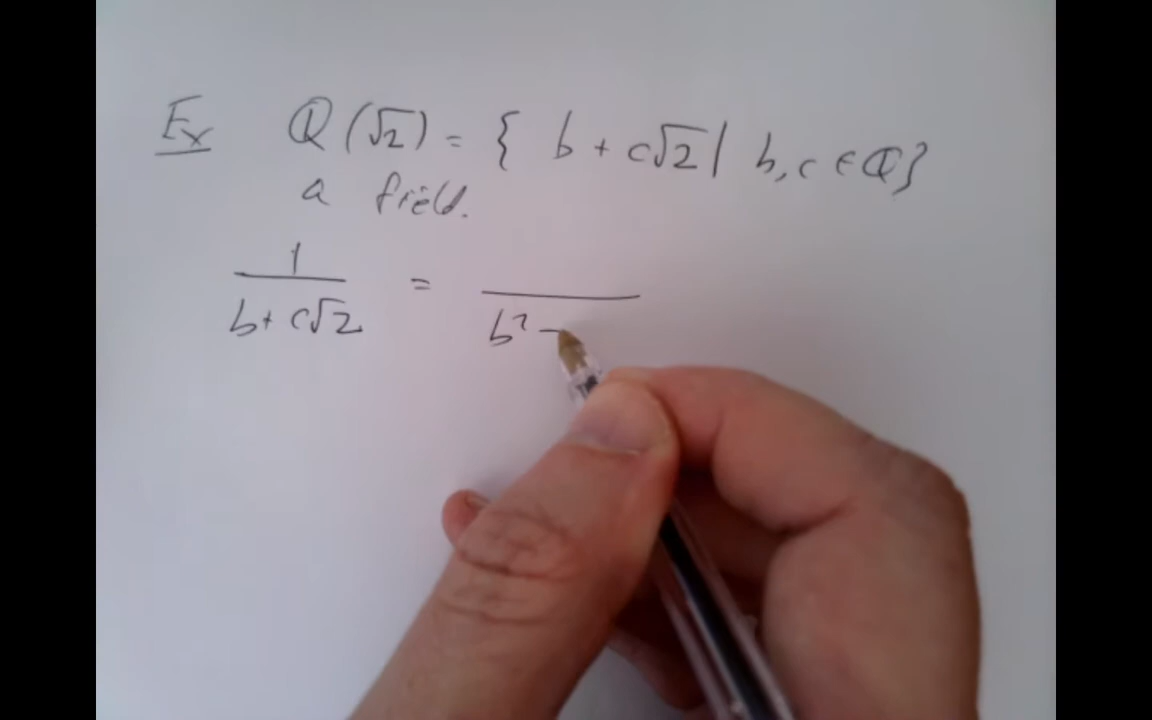 Ex ℚ(√2) = { b + c√2 | b, c ∈ ℚ}
a field.
1 / (b + c√2) = / b² –